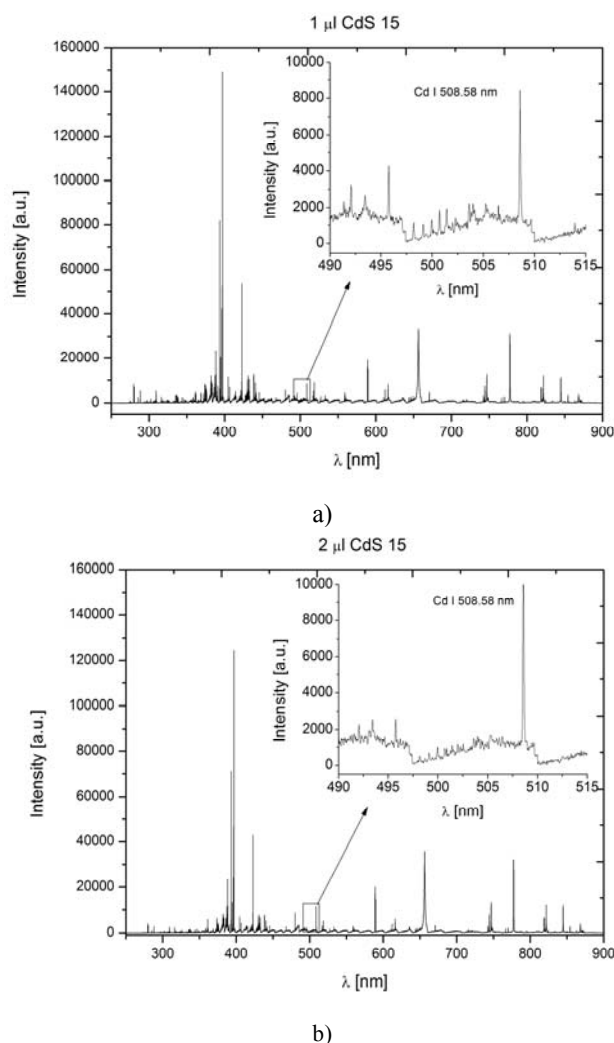 1 μl CdS 15
160000
140000
120000
100000
80000
60000
40000
20000
0
Intensity [a.u.]
300 400 500 600 700 800 900
λ [nm]
10000
8000
6000
4000
2000
0
Intensity [a.u.]
Cd I 508.58 nm
490 495 500 505 510 515
λ [nm]
a)
2 μl CdS 15
160000
140000
120000
100000
80000
60000
40000
20000
0
Intensity [a.u.]
300 400 500 600 700 800 900
λ [nm]
10000
8000
6000
4000
2000
0
Intensity [a.u.]
Cd I 508.58 nm
490 495 500 505 510 515
λ [nm]
b)